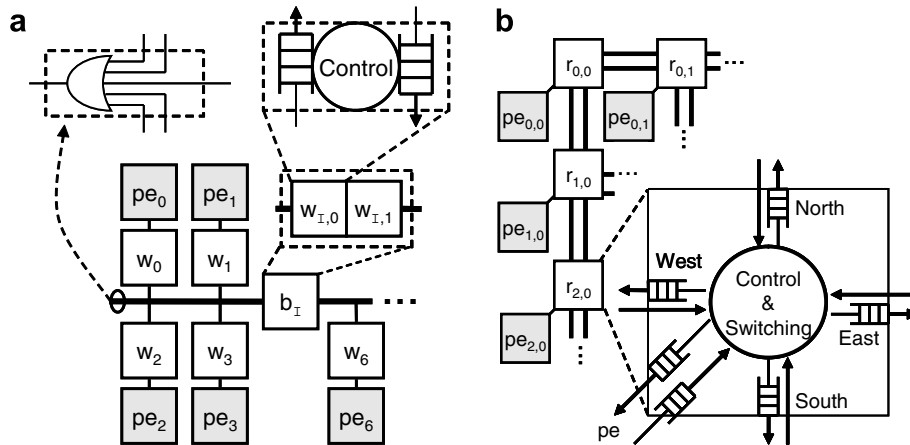 a
Control
pe0
pe1
wI,0
wI,1
w0
w1
bI
w2
w3
w6
pe2
pe3
pe6
b
r0,0
r0,1
pe0,0
pe0,1
r1,0
pe1,0
North
West
r2,0
Control
&
Switching
East
pe2,0
South
pe